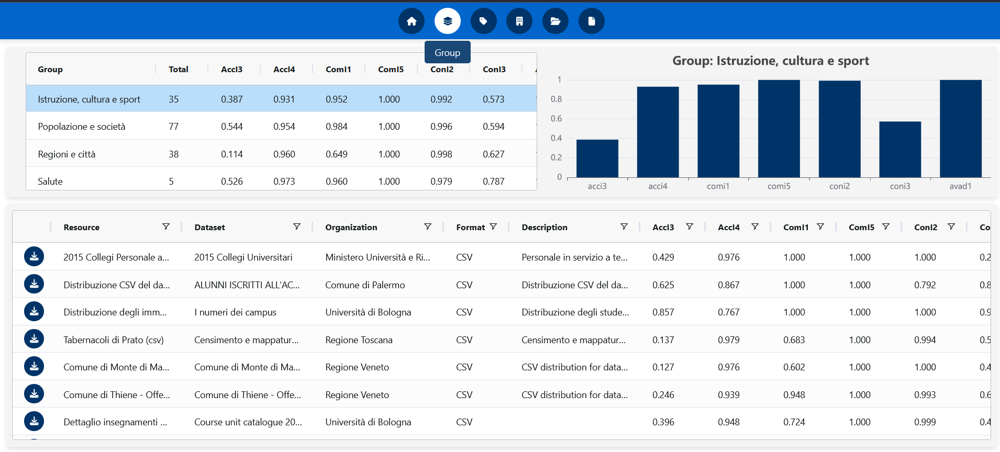 Group
Group Total AccI3 AccI4 ComI1 ComI5 ConI2 ConI3
Istruzione, cultura e sport 35 0.387 0.931 0.952 1.000 0.992 0.573
Popolazione e società 77 0.544 0.954 0.984 1.000 0.996 0.594
Regioni e città 38 0.114 0.960 0.649 1.000 0.998 0.627
Salute 5 0.526 0.973 0.960 1.000 0.979 0.787
Group: Istruzione, cultura e sport
1
0.8
0.6
0.4
0.2
0
acci3 acci4 comi1 comi5 coni2 coni3 avad1
Resource Dataset Organization Format Description AccI3 AccI4 ComI1 ComI5 ConI2 Co
2015 Collegi Personale a... 2015 Collegi Universitari Ministero Università e Ri... CSV Personale in servizio a te... 0.429 0.976 1.000 1.000 1.000 0.2
Distribuzione CSV del da... ALUNNI ISCRITTI ALL'AC... Comune di Palermo CSV Distribuzione CSV del da... 0.625 0.867 1.000 1.000 0.792 0.8
Distribuzione degli imm... I numeri dei campus Università di Bologna CSV Distribuzione degli stude... 0.857 0.767 1.000 1.000 1.000 0.9
Tabernacoli di Prato (csv) Censimento e mappatur... Regione Toscana CSV Censimento e mappatur... 0.137 0.979 0.683 1.000 0.994 0.5
Comune di Monte di Ma... Comune di Monte di Ma... Regione Veneto CSV CSV distribution for data... 0.127 0.976 0.602 1.000 1.000 0.4
Comune di Thiene - Offe... Comune di Thiene - Offe... Regione Veneto CSV CSV distribution for data... 0.246 0.939 0.948 1.000 0.993 0.6
Dettaglio insegnamenti ... Course unit catalogue 20... Università di Bologna CSV 0.396 0.948 0.724 1.000 0.999 0.4